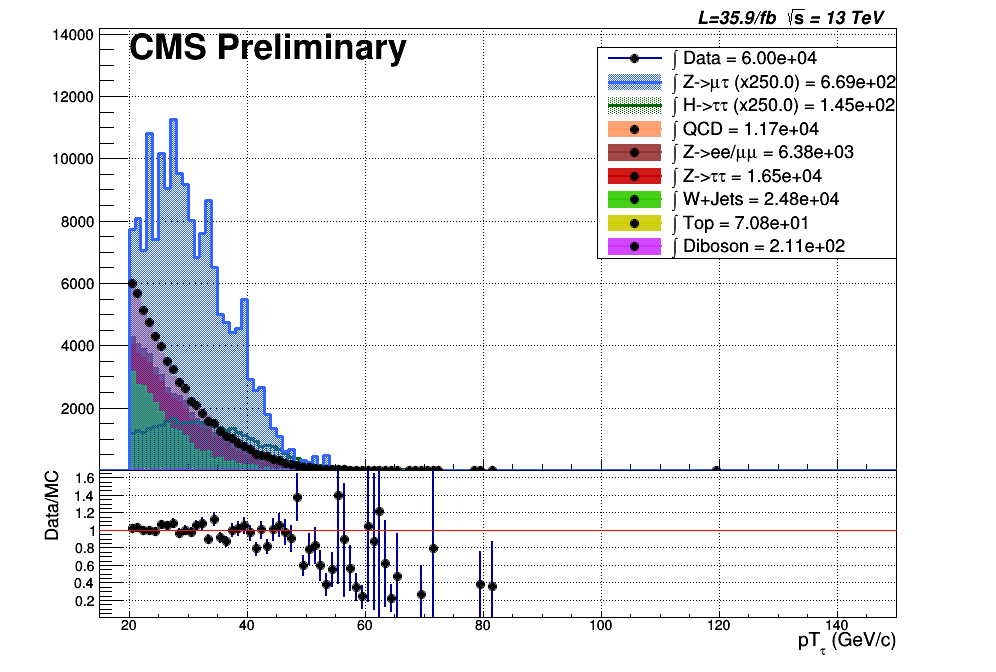 L=35.9/fb √s = 13 TeV
CMS Preliminary
∫ Data = 6.00e+04
∫ Z->μτ (x250.0) = 6.69e+02
∫ H->ττ (x250.0) = 1.45e+02
∫ QCD = 1.17e+04
∫ Z->ee/μμ = 6.38e+03
∫ Z->ττ = 1.65e+04
∫ W+Jets = 2.48e+04
∫ Top = 7.08e+01
∫ Diboson = 2.11e+02
14000
12000
10000
8000
6000
4000
2000
Data/MC
1.6
1.4
1.2
1
0.8
0.6
0.4
0.2
20 40 60 80 100 120 140
pT_τ (GeV/c)